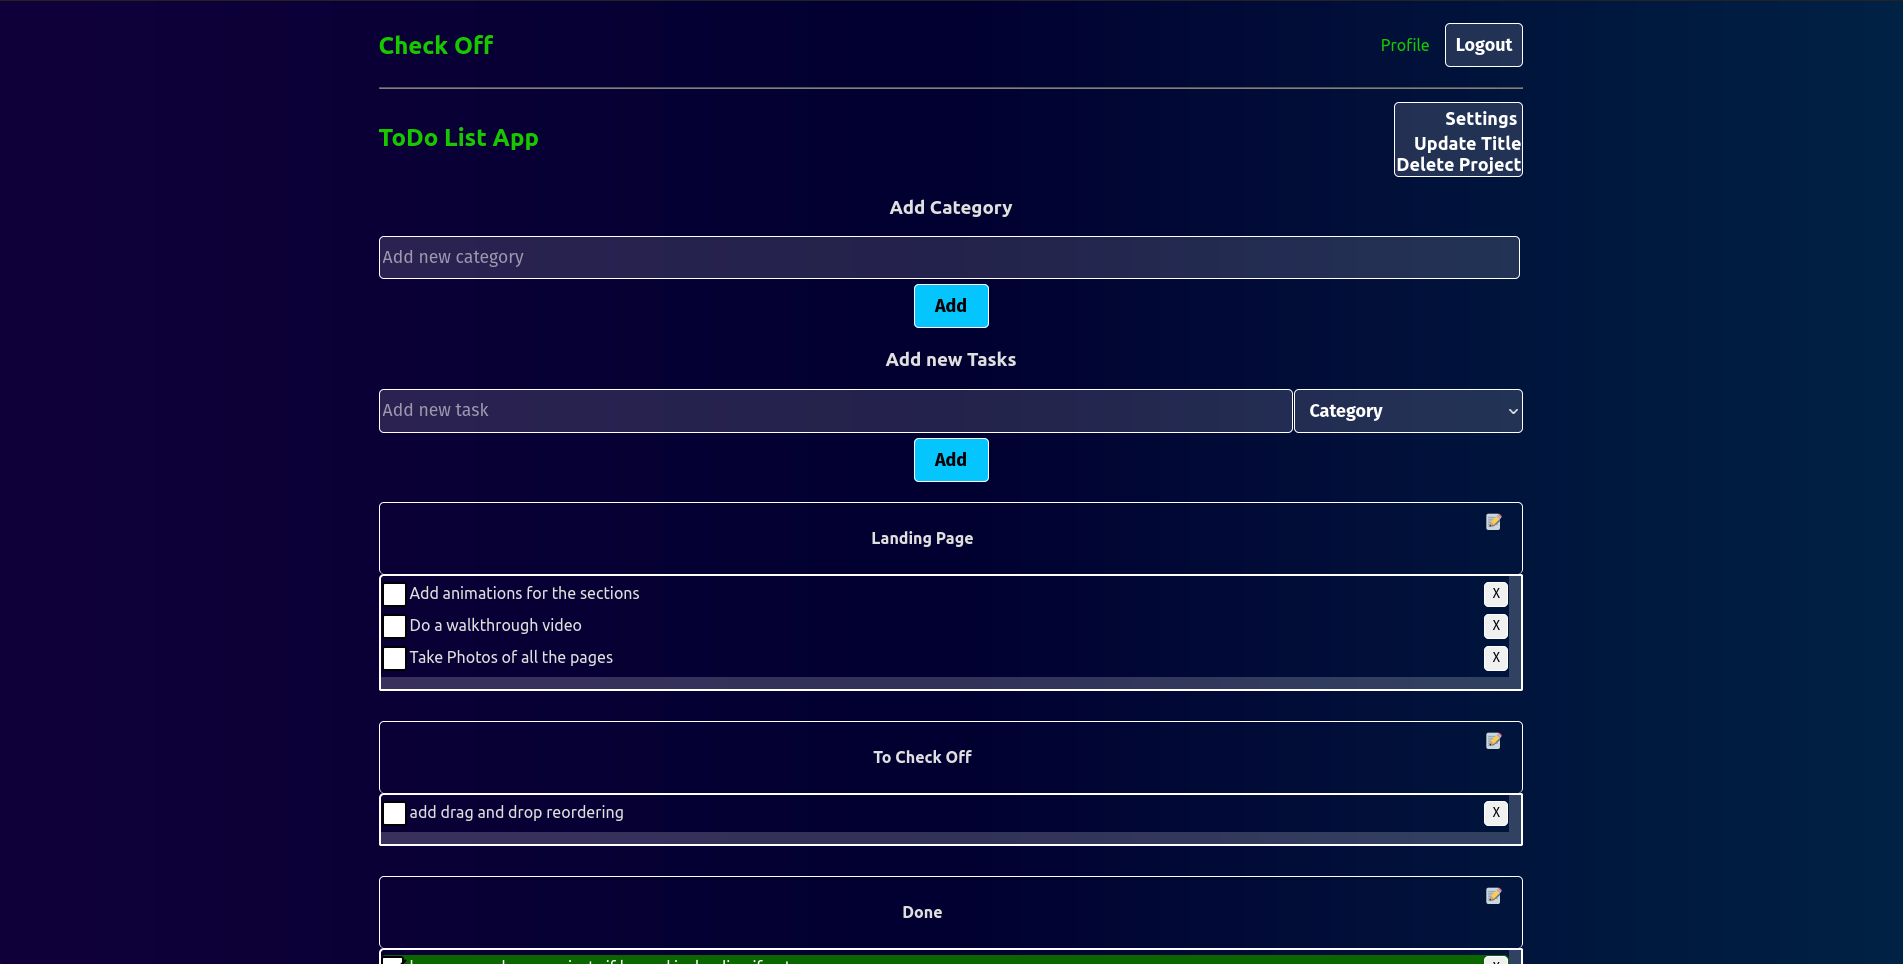 Check Off
Profile
Logout
ToDo List App
Settings
Update Title
Delete Project
Add Category
Add new category
Add
Add new Tasks
Add new task
Category
Add
Landing Page
Add animations for the sections
X
Do a walkthrough video
X
Take Photos of all the pages
X
To Check Off
add drag and drop reordering
X
Done